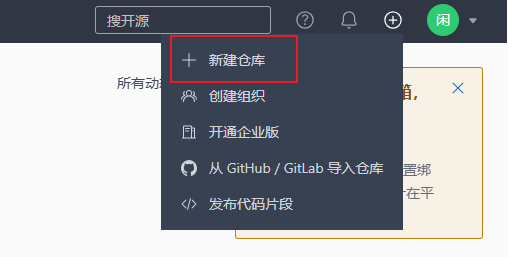 搜开源
闲
新建仓库
所有动
箱,
创建组织
开通企业版
从 GitHub / GitLab 导入仓库
置绑
在平
发布代码片段